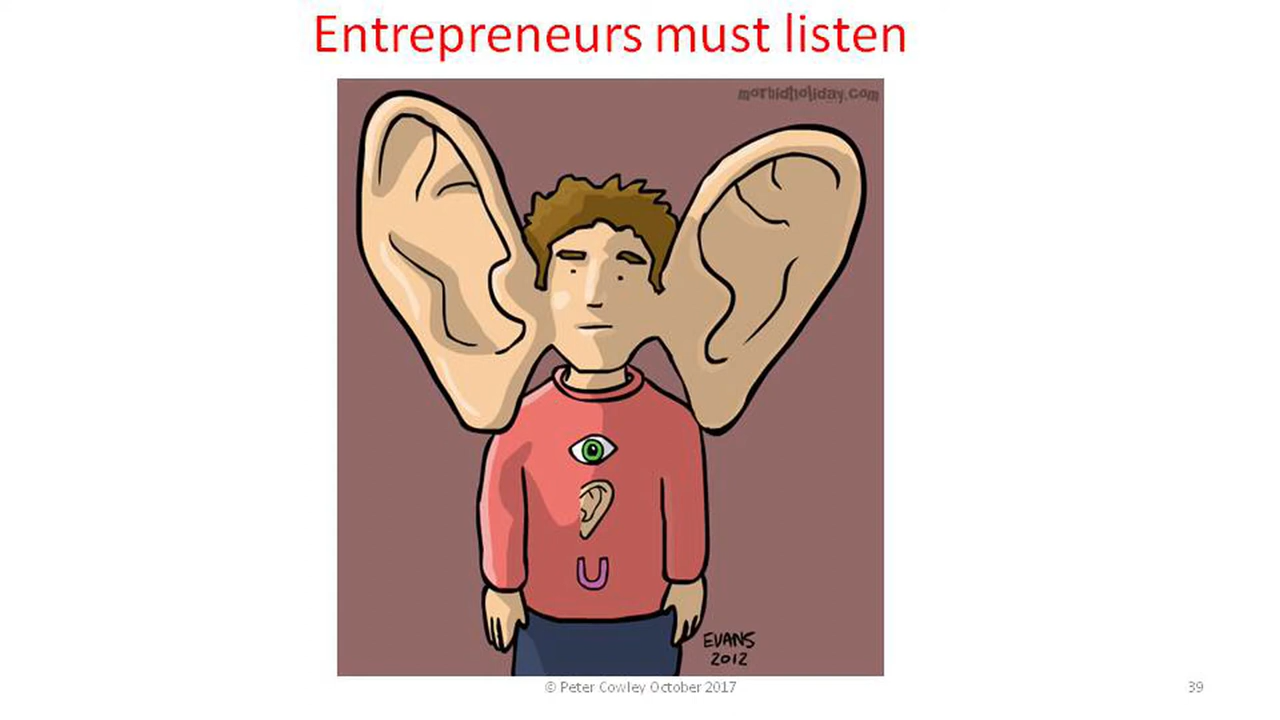 Entrepreneurs must listen
morbidholiday.com
U
EVANS
2012
© Peter Cowley October 2017
39